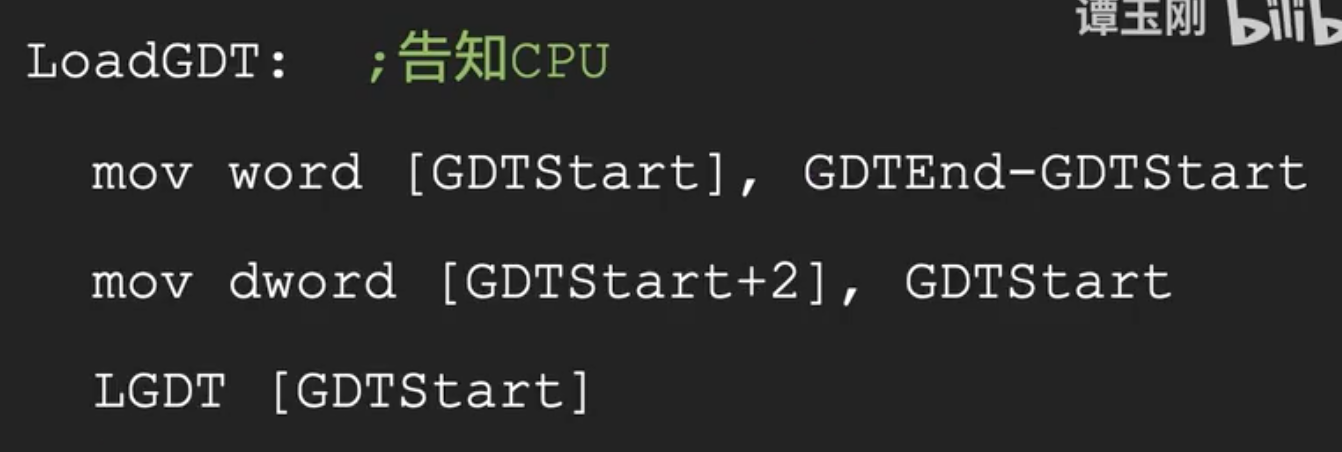 谭玉刚 bilib
LoadGDT: ;告知CPU
mov word [GDTStart], GDTEnd-GDTStart
mov dword [GDTStart+2], GDTStart
LGDT [GDTStart]